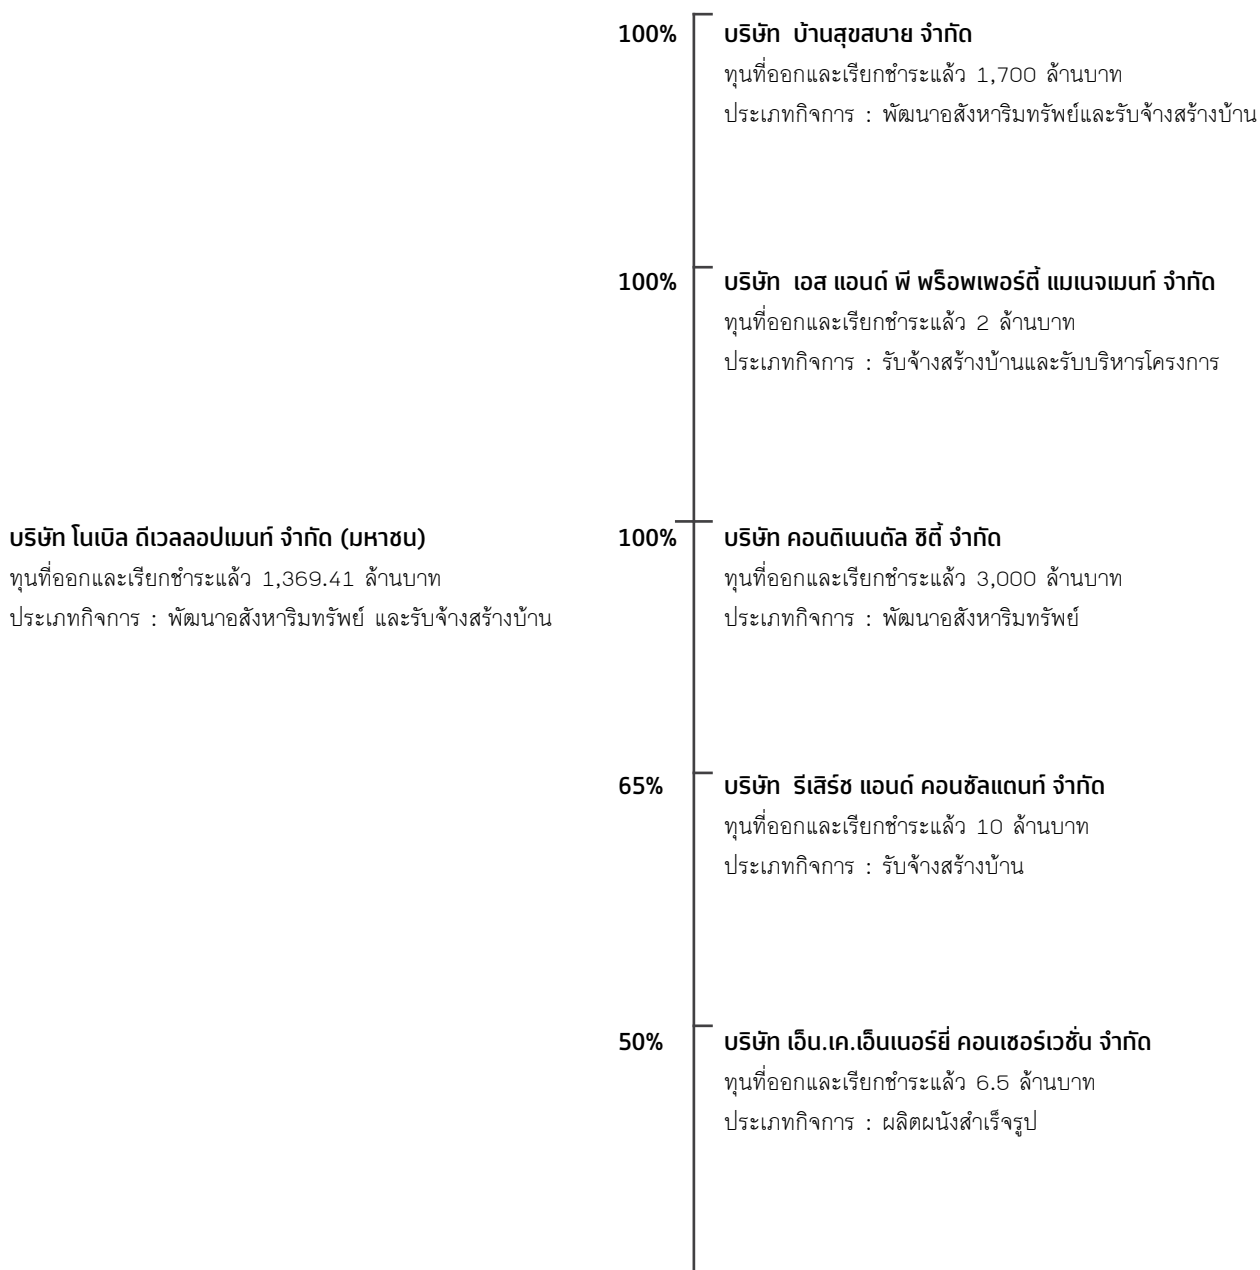 100%
บริษัท บ้านสุขสบาย จำกัด
ทุนที่ออกและเรียกชำระแล้ว 1,700 ล้านบาท
ประเภทกิจการ : พัฒนาอสังหาริมทรัพย์และรับจ้างสร้างบ้าน
100%
บริษัท เอส แอนด์ พี พร็อพเพอร์ตี้ แมเนจเมนท์ จำกัด
ทุนที่ออกและเรียกชำระแล้ว 2 ล้านบาท
ประเภทกิจการ : รับจ้างสร้างบ้านและรับบริหารโครงการ
บริษัท โนเบิล ดีเวลลอปเมนท์ จำกัด (มหาชน)
ทุนที่ออกและเรียกชำระแล้ว 1,369.41 ล้านบาท
ประเภทกิจการ : พัฒนาอสังหาริมทรัพย์ และรับจ้างสร้างบ้าน
100%
บริษัท คอนติเนนตัล ซิตี้ จำกัด
ทุนที่ออกและเรียกชำระแล้ว 3,000 ล้านบาท
ประเภทกิจการ : พัฒนาอสังหาริมทรัพย์
65%
บริษัท รีเสิร์ช แอนด์ คอนซัลแตนท์ จำกัด
ทุนที่ออกและเรียกชำระแล้ว 10 ล้านบาท
ประเภทกิจการ : รับจ้างสร้างบ้าน
50%
บริษัท เอ็น.เค.เอ็นเนอร์ยี่ คอนเซอร์เวชั่น จำกัด
ทุนที่ออกและเรียกชำระแล้ว 6.5 ล้านบาท
ประเภทกิจการ : ผลิตผนังสำเร็จรูป